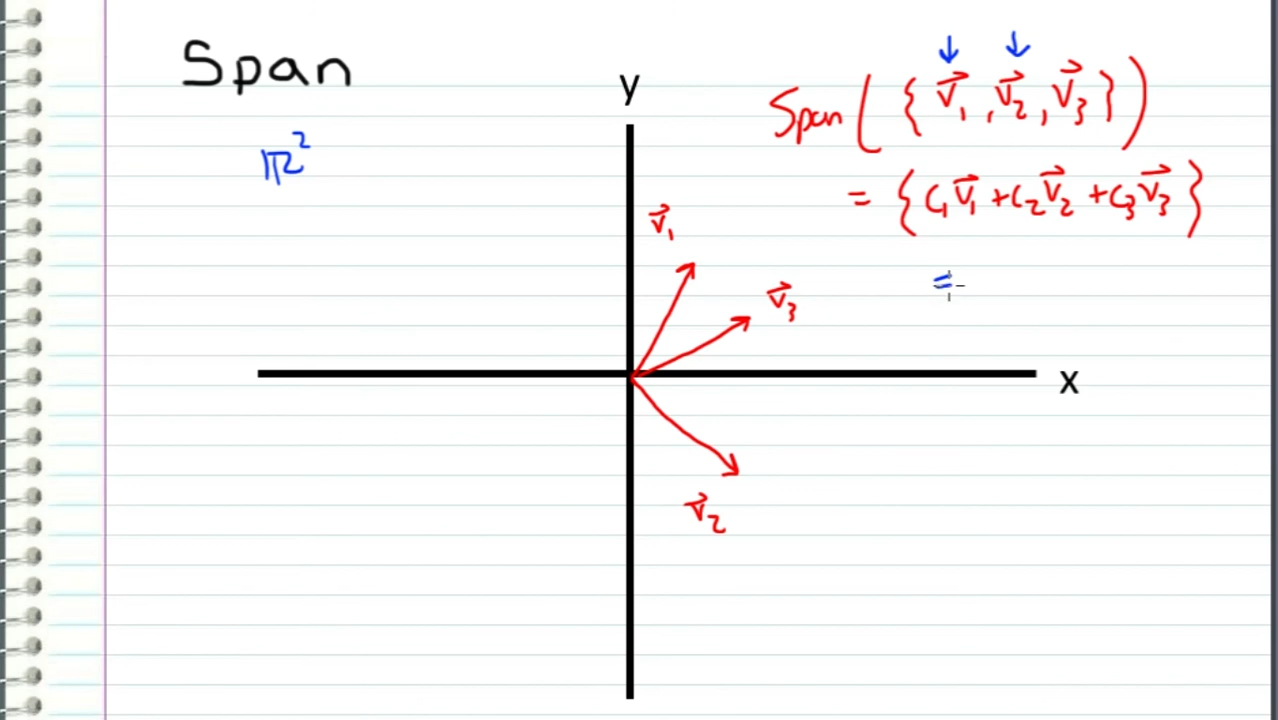 Span
y
Span({v⃗₁, v⃗₂, v⃗₃})
ℝ²
= {c₁v⃗₁ + c₂v⃗₂ + c₃v⃗₃}
v⃗₁
=
v⃗₃
x
v⃗₂